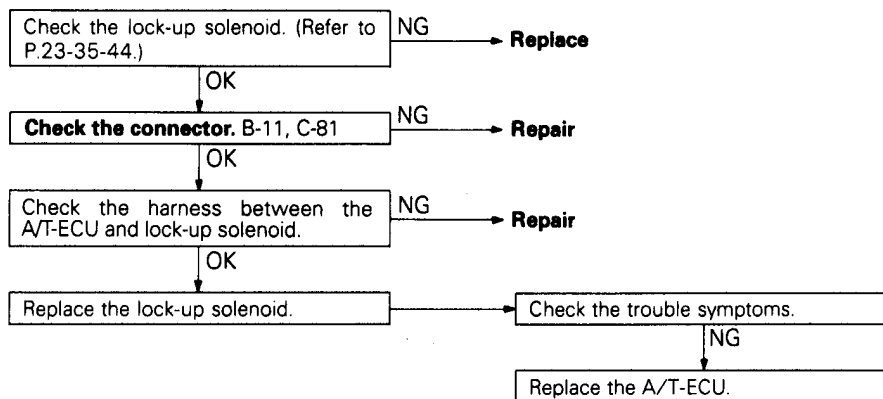 Check the lock-up solenoid. (Refer to
P.23-35-44.)
NG
Replace
OK
Check the connector. B-11, C-81
NG
Repair
OK
Check the harness between the
A/T-ECU and lock-up solenoid.
NG
Repair
OK
Replace the lock-up solenoid.
Check the trouble symptoms.
NG
Replace the A/T-ECU.